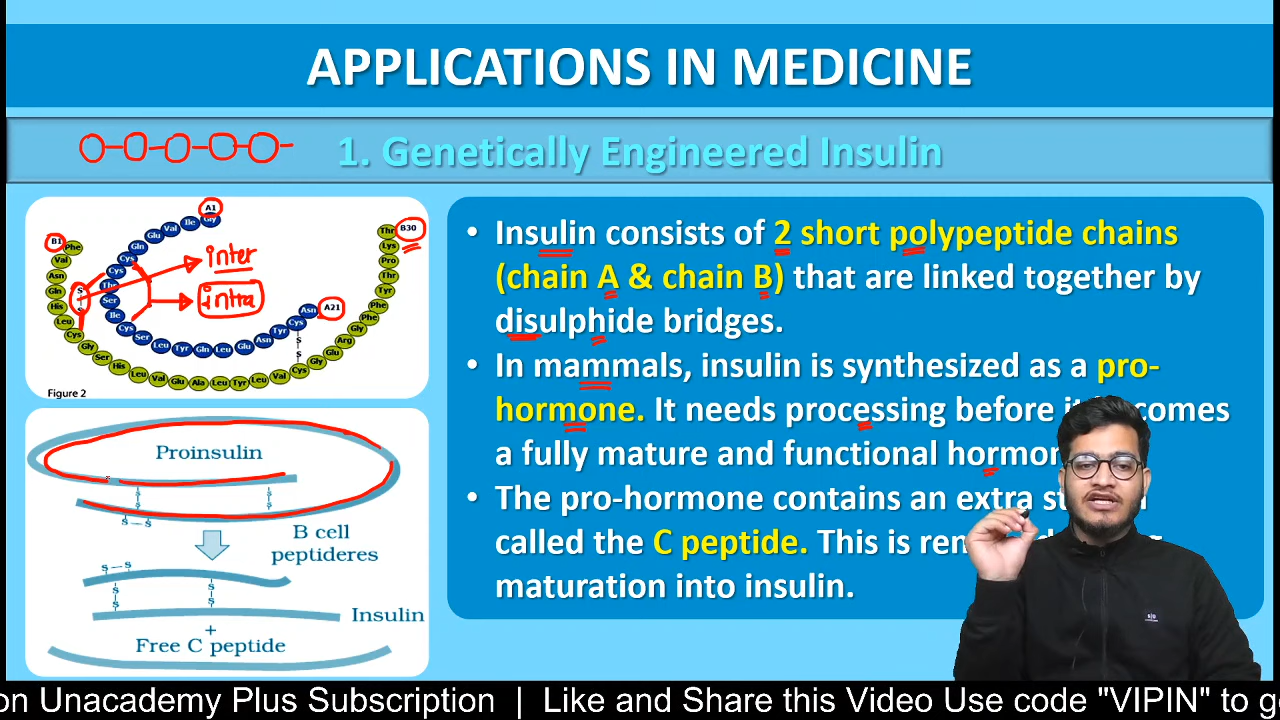 APPLICATIONS IN MEDICINE
1. Genetically Engineered Insulin
A1
Gly
Ile
Val
Glu
Gln
Cys
Cys
Thr
Ser
Ile
Cys
Ser
Leu
Tyr
Gln
Leu
Glu
Asn
Tyr
Cys
Asn
A21
B1
Phe
Val
Asn
Gln
His
Leu
Cys
Gly
Ser
His
Leu
Val
Glu
Ala
Leu
Tyr
Leu
Val
Cys
Gly
Glu
Arg
Gly
Phe
Phe
Tyr
Thr
Pro
Lys
Thr
B30
S
S
S
inter
intra
Figure 2
Proinsulin
S
S
S
S
S—S
B cell
peptideres
S—S
S
S
S
S
Insulin
+
Free C peptide
• Insulin consists of 2 short polypeptide chains
(chain A & chain B) that are linked together by
disulphide bridges.
• In mammals, insulin is synthesized as a pro-
hormone. It needs processing before it comes
a fully mature and functional hormon
• The pro-hormone contains an extra
called the C peptide. This is
maturation into insulin.
on Unacademy Plus Subscription | Like and Share this Video Use code "VIPIN" to g